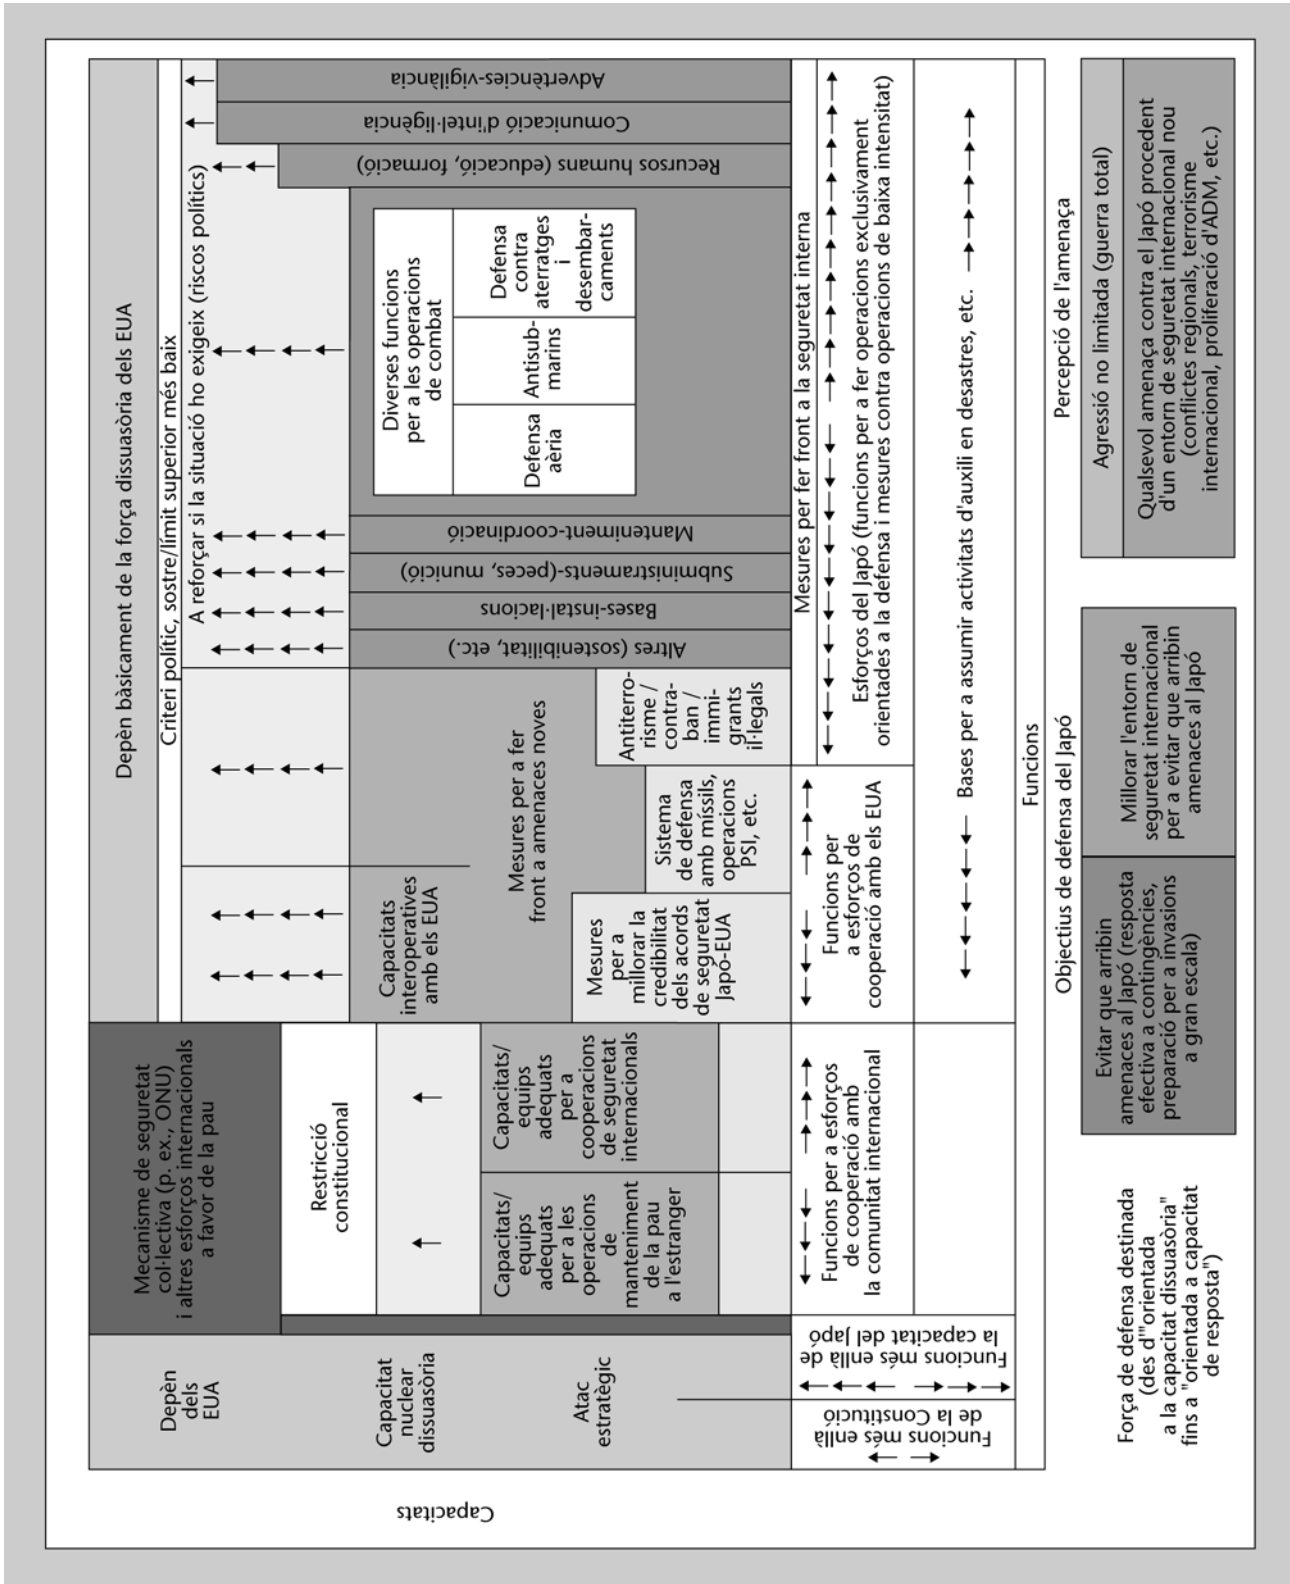 Capacitats
Depèn
dels
EUA
Mecanisme de seguretat
col·lectiva (p. ex., ONU)
i altres esforços internacionals
a favor de la pau
Depèn bàsicament de la força dissuasòria dels EUA
Criteri polític, sostre/límit superior més baix
A reforçar si la situació ho exigeix (riscos polítics)
Restricció
constitucional
Capacitat
nuclear
dissuasòria
Atac
estratègic
Capacitats/
equips
adequats
per a les
operacions
de
manteniment
de la pau
a l'estranger
Capacitats/
equips
adequats
per a
cooperacions
de seguretat
internacionals
Capacitats
interoperatives
amb els EUA
Mesures per a fer
front a amenaces noves
Mesures
per a
millorar la
credibilitat
dels acords
de seguretat
Japó-EUA
Sistema
de defensa
amb míssils,
operacions
PSI, etc.
Antiterro-
risme /
contra-
ban /
immi-
grants
il·legals
Altres (sostenibilitat, etc.)
Bases-instal·lacions
Subministraments-(peces, munició)
Manteniment-coordinació
Diverses funcions
per a les operacions
de combat
Defensa
aèria
Antisub-
marins
Defensa
contra
aterratges
i
desembar-
caments
Recursos humans (educació, formació)
Comunicació d'intel·ligència
Advertències-vigilància
Funcions més enllà
de la Constitució
Funcions més enllà de
la capacitat del Japó
Funcions per a esforços
de cooperació amb
la comunitat internacional
Funcions per
a esforços de
cooperació amb els EUA
Mesures per fer front a la seguretat interna
Esforços del Japó (funcions per a fer operacions exclusivament
orientades a la defensa i mesures contra operacions de baixa intensitat)
Bases per a assumir activitats d'auxili en desastres, etc.
Funcions
Força de defensa destinada
(des d'"orientada
a la capacitat dissuasòria"
fins a "orientada a capacitat
de resposta")
Objectius de defensa del Japó
Evitar que arribin
amenaces al Japó (resposta
efectiva a contingències,
preparació per a invasions
a gran escala)
Millorar l'entorn de
seguretat internacional
per a evitar que arribin
amenaces al Japó
Percepció de l'amenaça
Agressió no limitada (guerra total)
Qualsevol amenaça contra el Japó procedent
d'un entorn de seguretat internacional nou
(conflictes regionals, terrorisme
internacional, proliferació d'ADM, etc.)